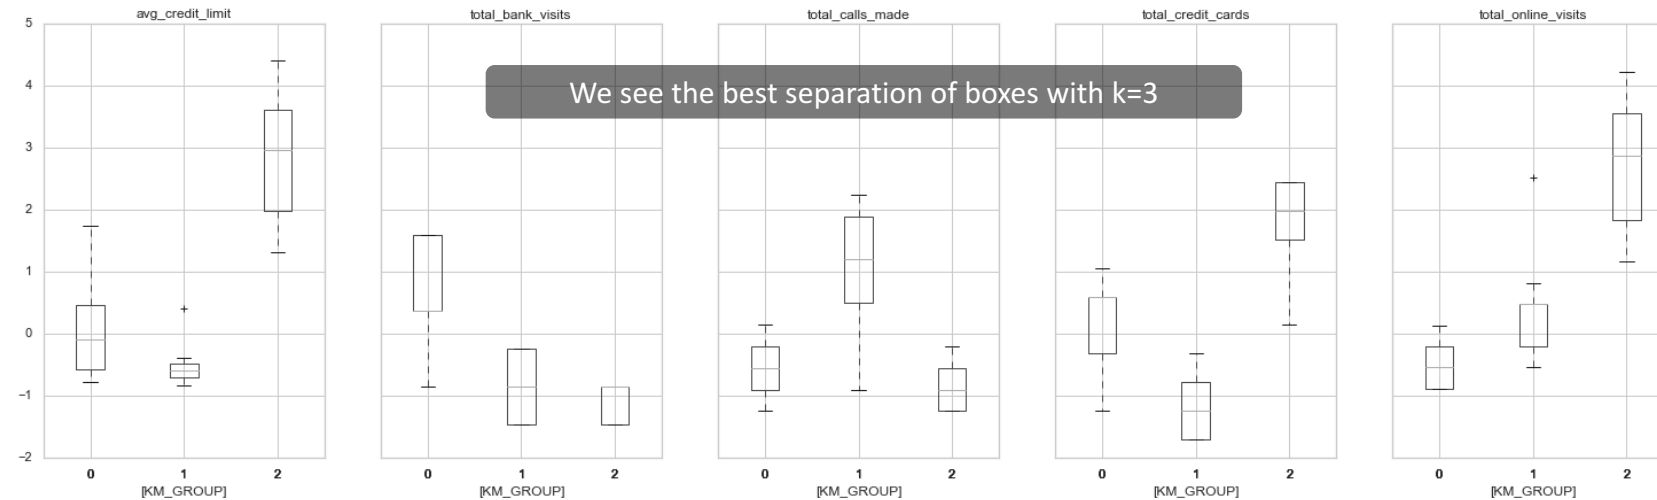 avg_credit_limit
total_bank_visits
total_calls_made
total_credit_cards
total_online_visits
We see the best separation of boxes with k=3
5
4
3
2
1
0
−1
−2
0 1 2
0 1 2
0 1 2
0 1 2
0 1 2
[KM_GROUP]
[KM_GROUP]
[KM_GROUP]
[KM_GROUP]
[KM_GROUP]